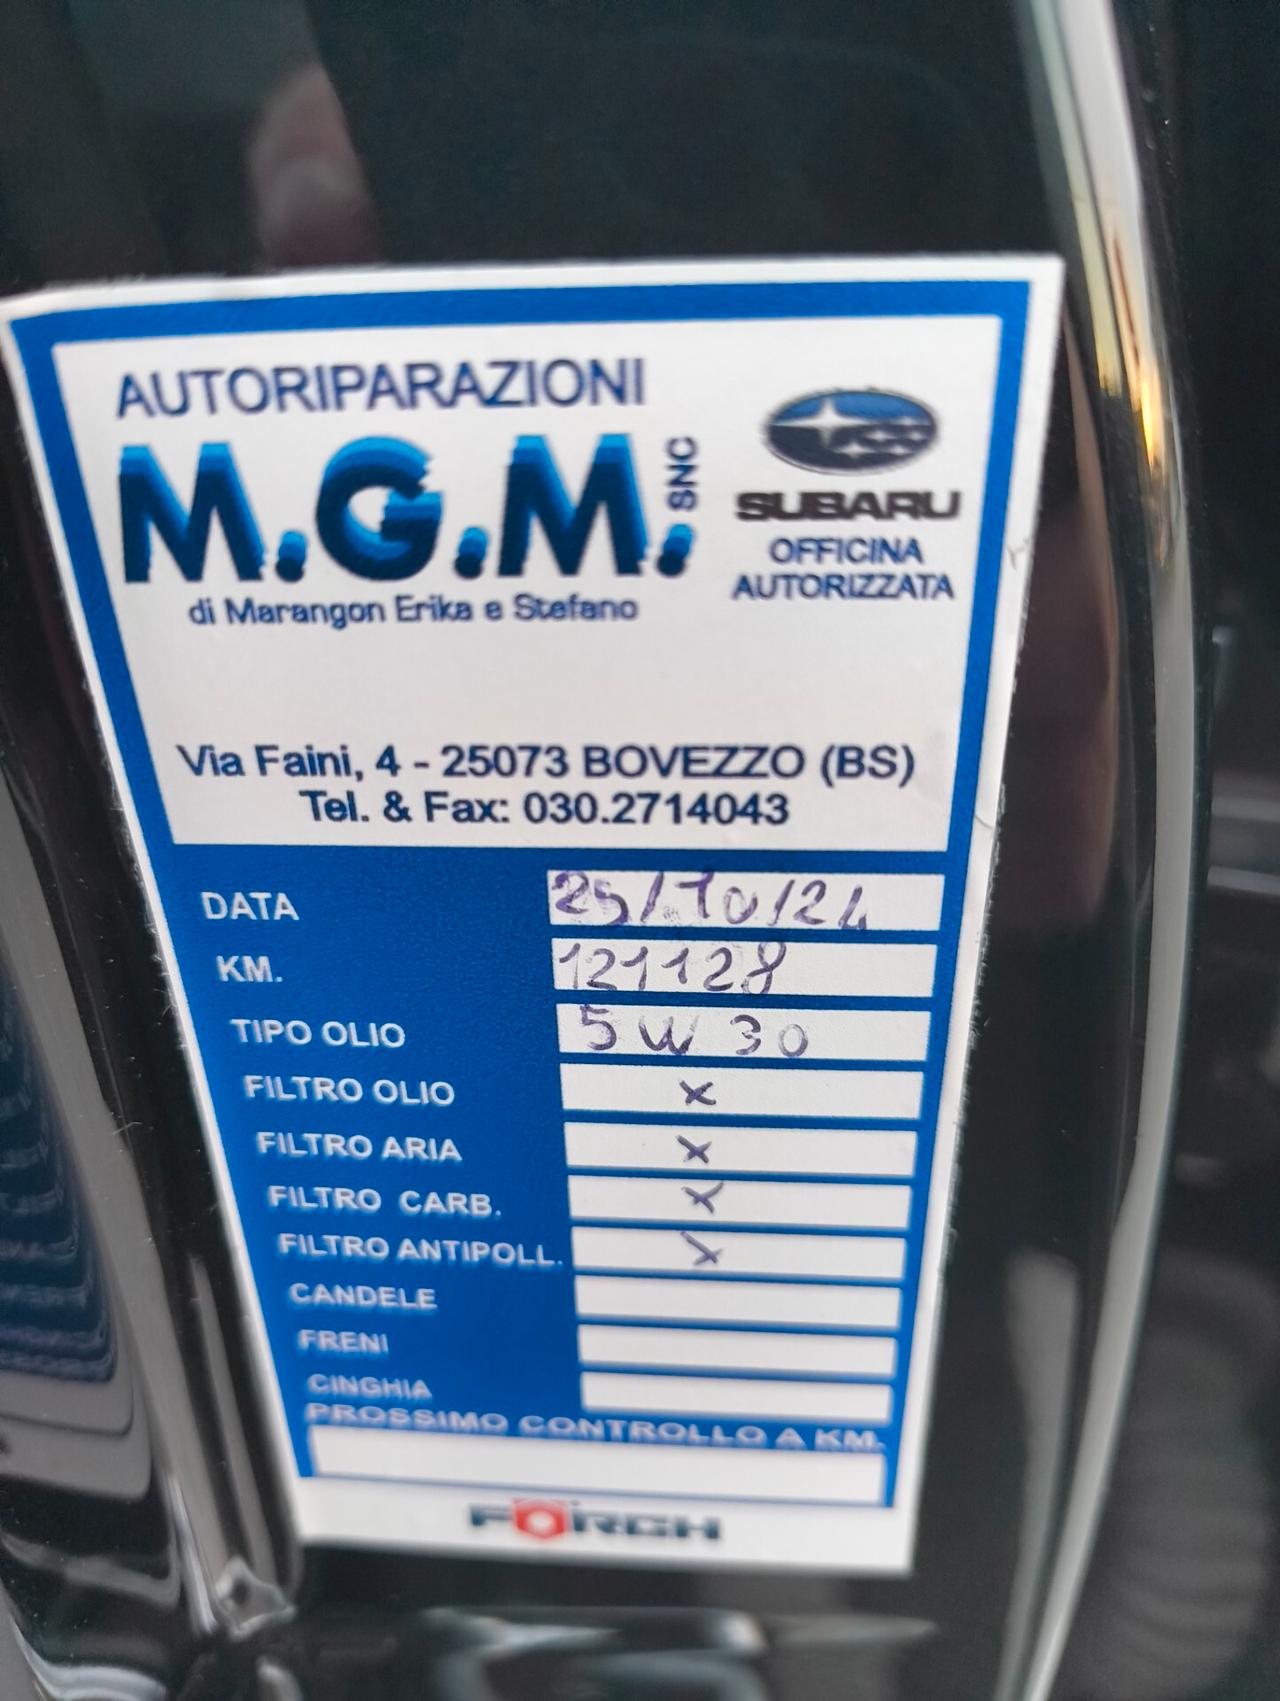 AUTORIPARAZIONI
M.G.M. SNC
di Marangon Erika e Stefano
SUBARU
OFFICINA
AUTORIZZATA
Via Faini, 4 - 25073 BOVEZZO (BS)
Tel. & Fax: 030.2714043
DATA 25/10/24
KM. 121128
TIPO OLIO 5W30
FILTRO OLIO x
FILTRO ARIA x
FILTRO CARB. x
FILTRO ANTIPOLL. x
CANDELE
FRENI
CINGHIA
PROSSIMO CONTROLLO A KM.
FÖRCH